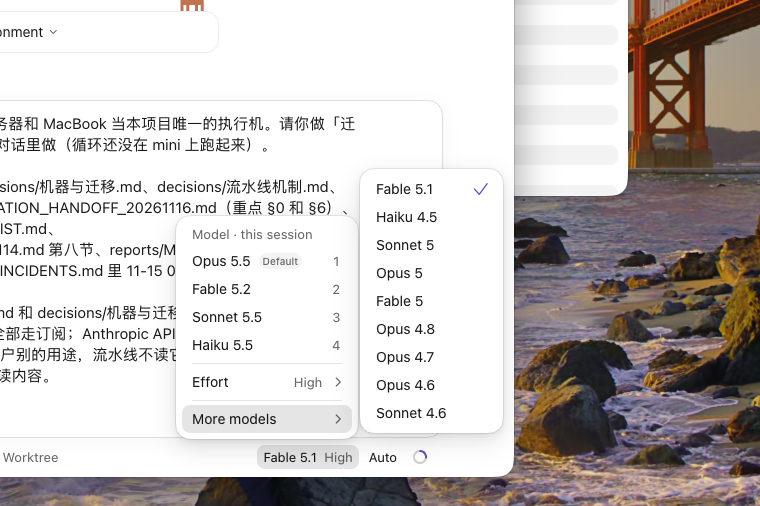 onment
务器和 MacBook 当本项目唯一的执行机。请你做「迁
对话里做（循环还没在 mini 上跑起来）。
sions/机器与迁移.md、decisions/流水线机制.md、
ATION_HANDOFF_20261116.md（重点 §0 和 §6）、
IST.md、
114.md 第八节、reports/M
INCIDENTS.md 里 11-15 0
md 和 decisions/机器与迁移
全部走订阅；Anthropic API
户别的用途，流水线不读它
读内容。
Model · this session
Opus 5.5 Default 1
Fable 5.2 2
Sonnet 5.5 3
Haiku 5.5 4
Effort High
More models
Fable 5.1
Haiku 4.5
Sonnet 5
Opus 5
Fable 5
Opus 4.8
Opus 4.7
Opus 4.6
Sonnet 4.6
Worktree
Fable 5.1 High Auto